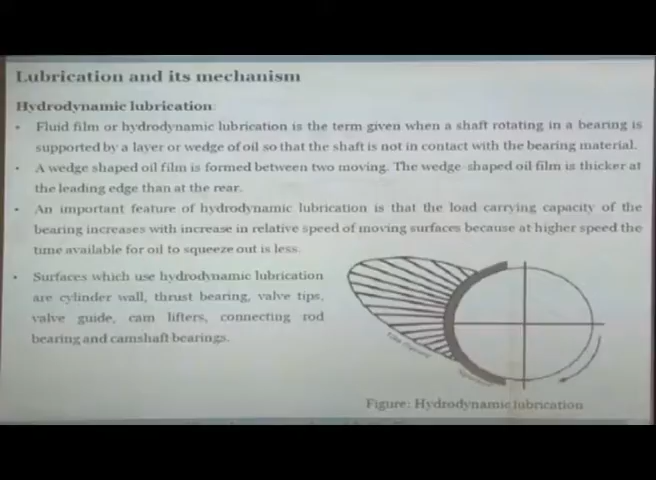 Lubrication and its mechanism
Hydrodynamic lubrication:
• Fluid film or hydrodynamic lubrication is the term given when a shaft rotating in a bearing is
supported by a layer or wedge of oil so that the shaft is not in contact with the bearing material.
• A wedge shaped oil film is formed between two moving. The wedge-shaped oil film is thicker at
the leading edge than at the rear.
• An important feature of hydrodynamic lubrication is that the load carrying capacity of the
bearing increases with increase in relative speed of moving surfaces because at higher speed the
time available for oil to squeeze out is less.
• Surfaces which use hydrodynamic lubrication
are cylinder wall, thrust bearing, valve tips,
valve guide, cam lifters, connecting rod
bearing and camshaft bearings.
Figure: Hydrodynamic lubrication